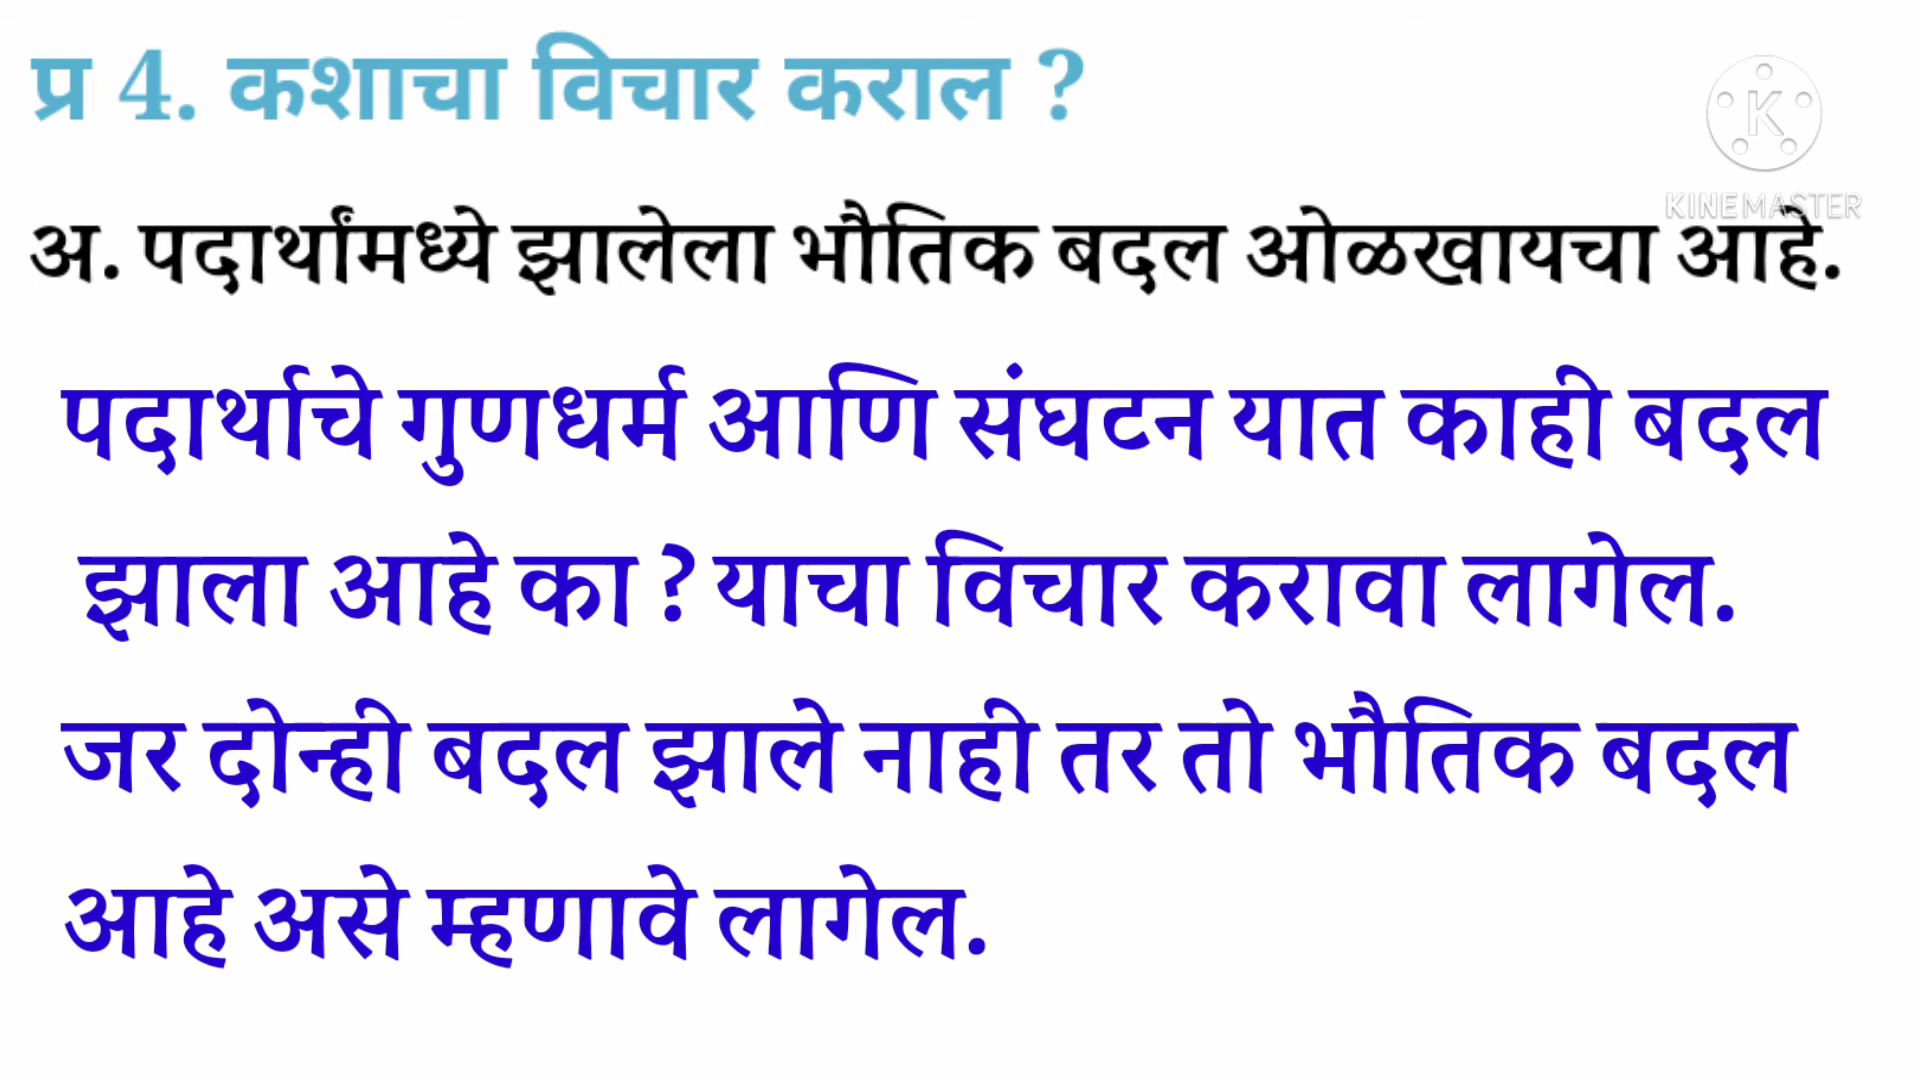 प्र 4. कशाचा विचार कराल ?
K
KINEMASTER
अ. पदार्थांमध्ये झालेला भौतिक बदल ओळखायचा आहे.
पदार्थाचे गुणधर्म आणि संघटन यात काही बदल
झाला आहे का ? याचा विचार करावा लागेल.
जर दोन्ही बदल झाले नाही तर तो भौतिक बदल
आहे असे म्हणावे लागेल.